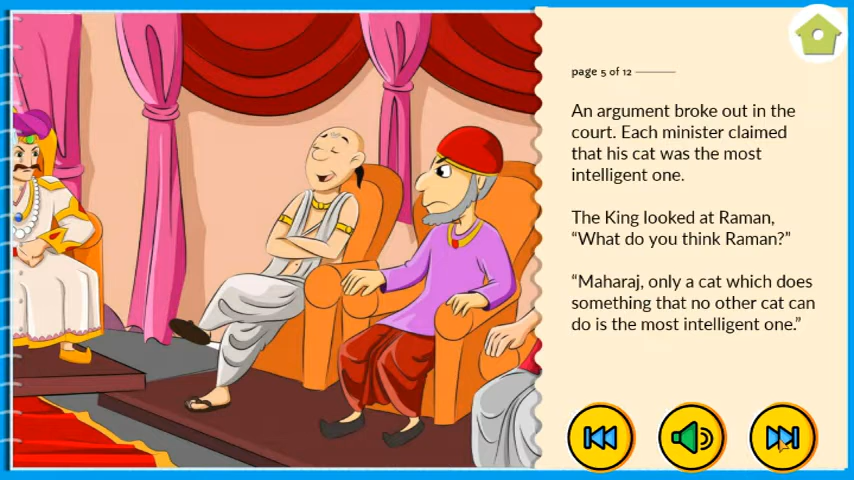 page 5 of 12
An argument broke out in the
court. Each minister claimed
that his cat was the most
intelligent one.
The King looked at Raman,
“What do you think Raman?”
“Maharaj, only a cat which does
something that no other cat can
do is the most intelligent one.”